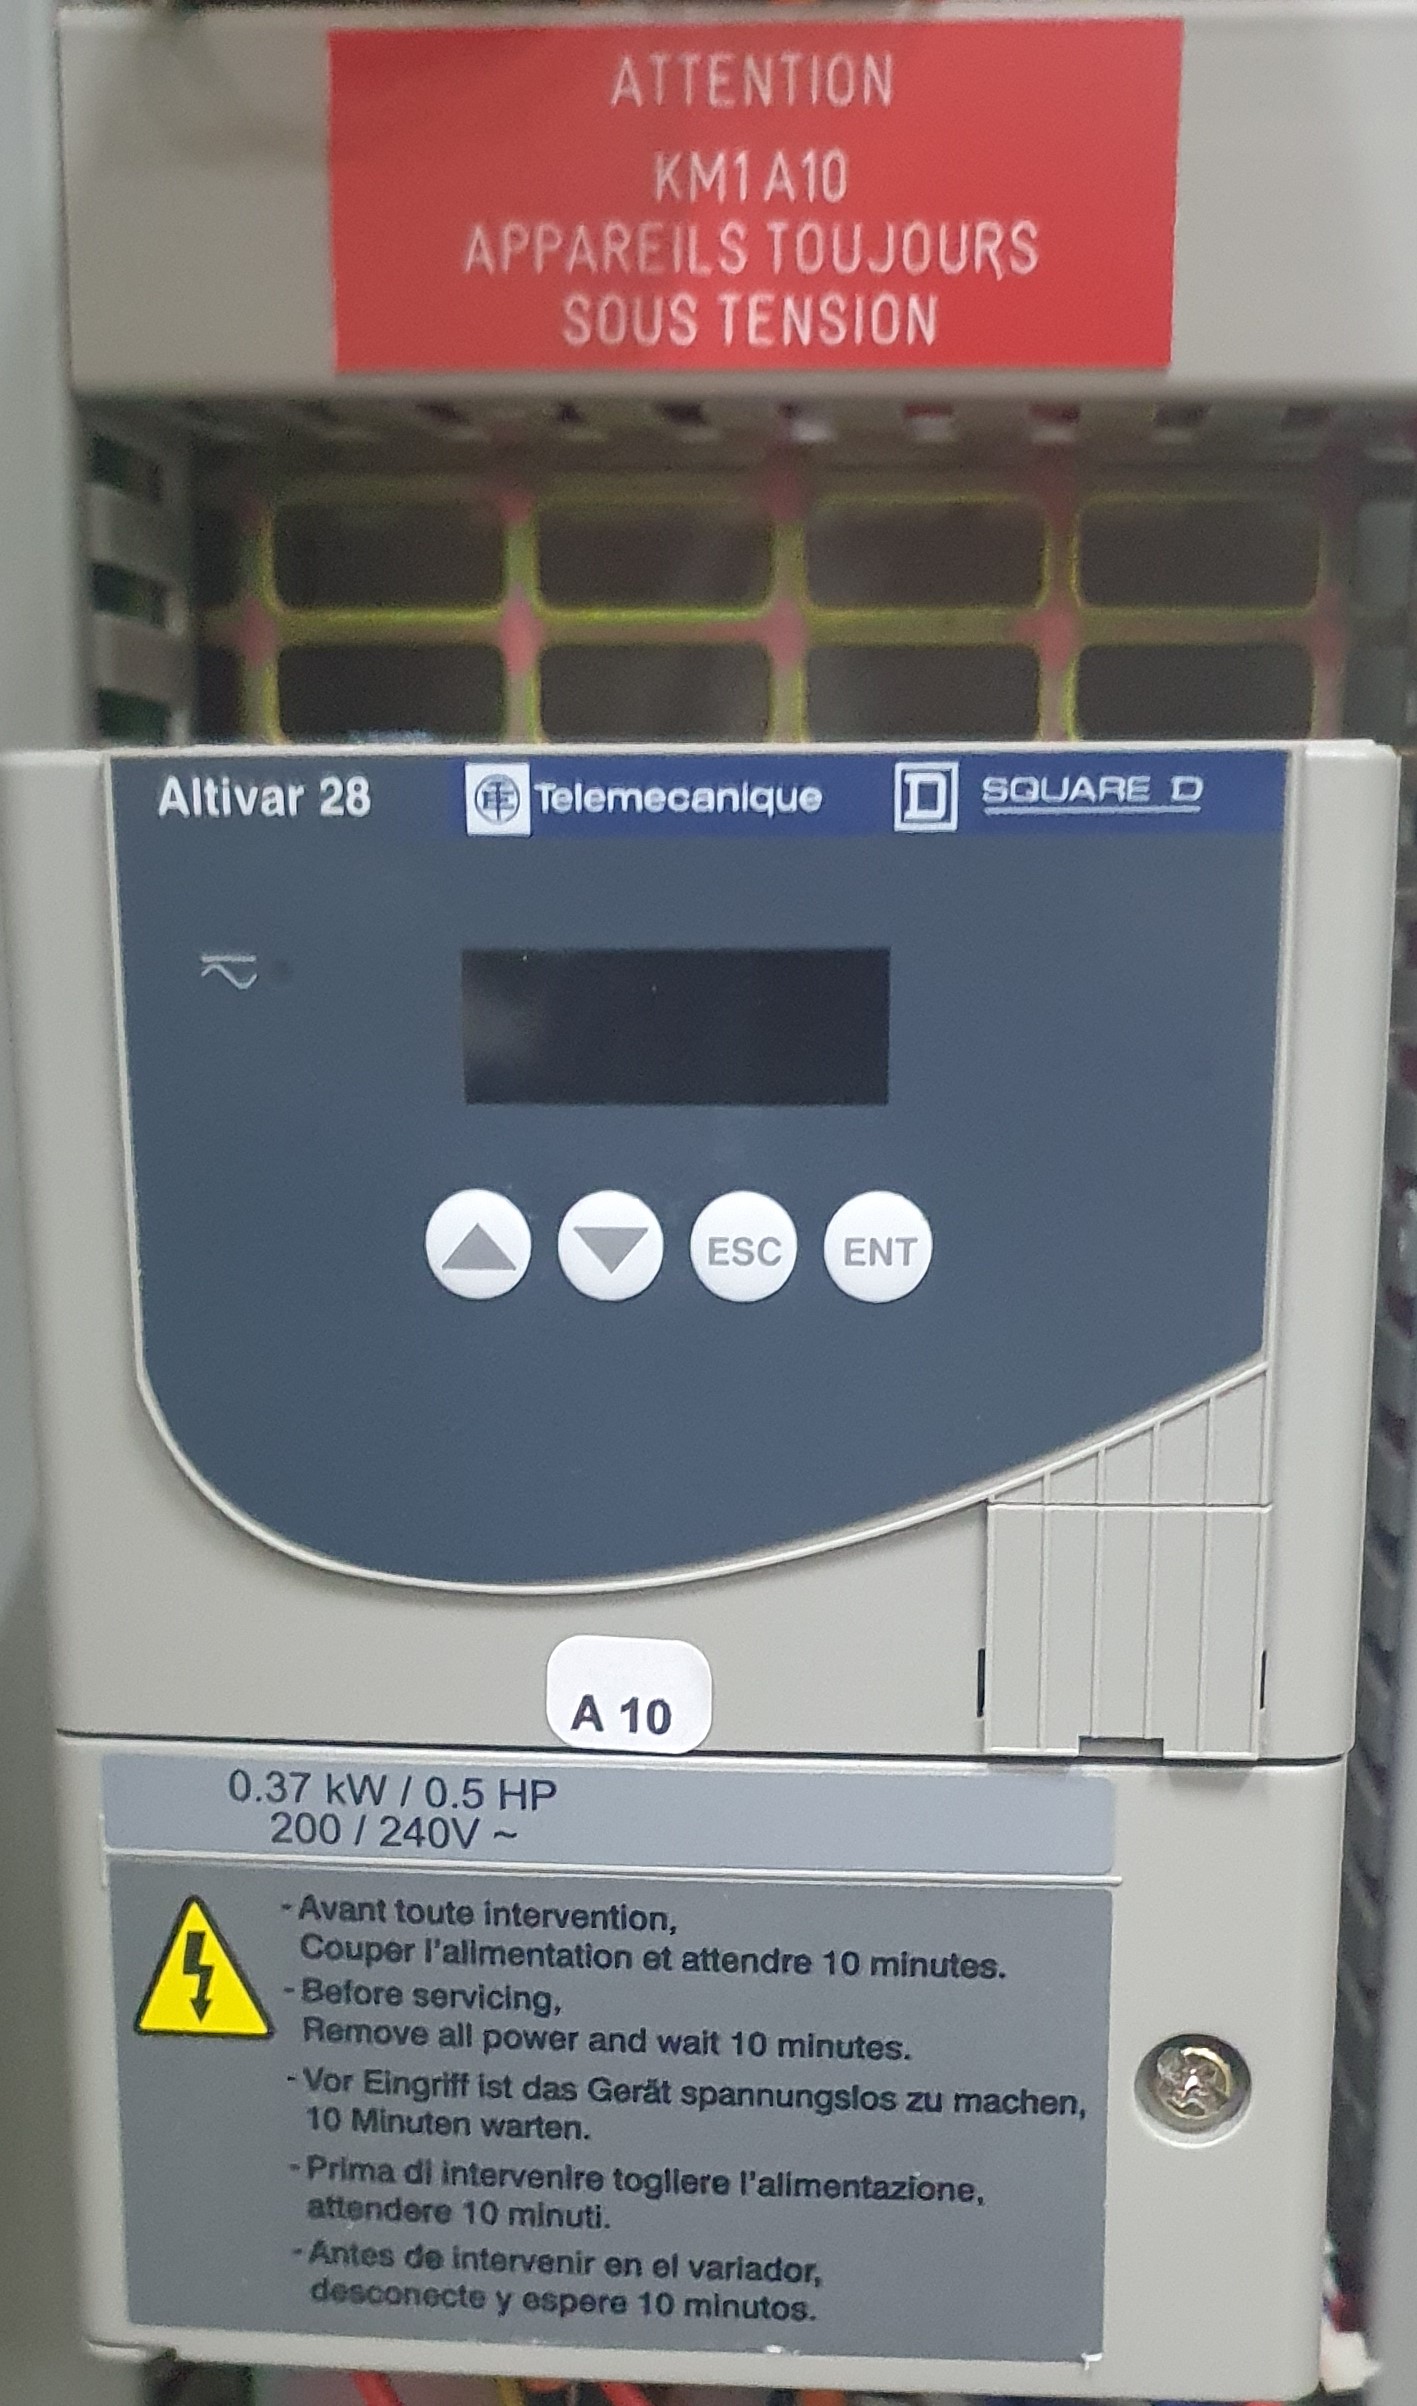 ATTENTION
KM1 A10
APPAREILS TOUJOURS
SOUS TENSION
Altivar 28 Telemecanique D SQUARE D
ESC ENT
A 10
0.37 kW / 0.5 HP
200 / 240V ~
- Avant toute intervention,
Couper l'alimentation et attendre 10 minutes.
- Before servicing,
Remove all power and wait 10 minutes.
- Vor Eingriff ist das Gerät spannungslos zu machen,
10 Minuten warten.
- Prima di intervenire togliere l'alimentazione,
attendere 10 minuti.
- Antes de intervenir en el variador,
desconecte y espere 10 minutos.